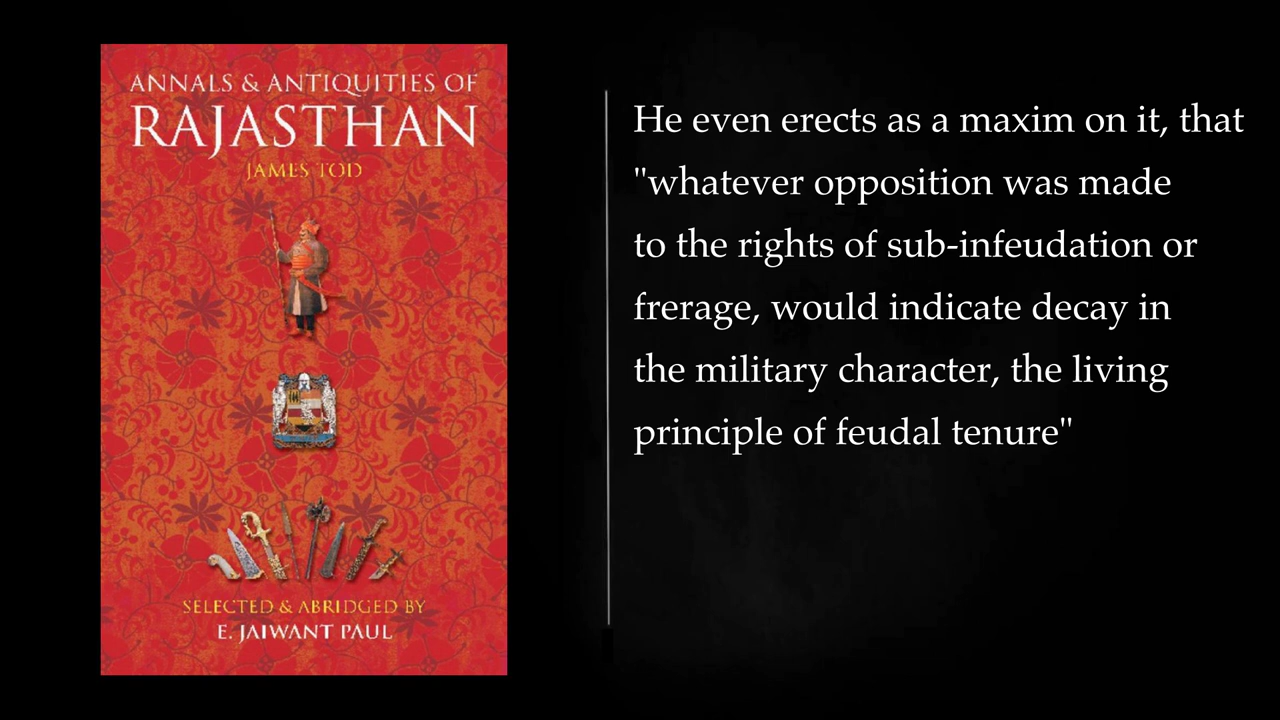 ANNALS & ANTIQUITIES OF
RAJASTHAN
JAMES TOD
SELECTED & ABRIDGED BY
E. JAIWANT PAUL
He even erects as a maxim on it, that
"whatever opposition was made
to the rights of sub-infeudation or
frerage, would indicate decay in
the military character, the living
principle of feudal tenure"